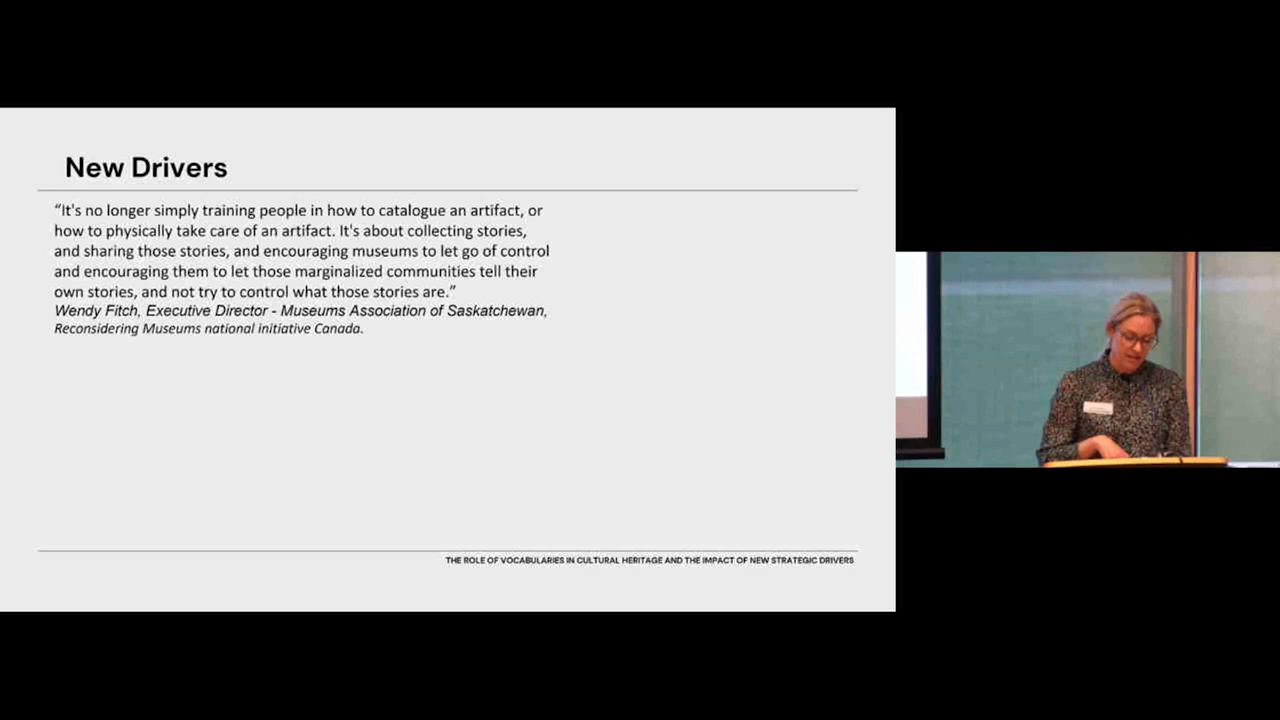 New Drivers
“It's no longer simply training people in how to catalogue an artifact, or
how to physically take care of an artifact. It's about collecting stories,
and sharing those stories, and encouraging museums to let go of control
and encouraging them to let those marginalized communities tell their
own stories, and not try to control what those stories are.”
Wendy Fitch, Executive Director - Museums Association of Saskatchewan,
Reconsidering Museums national initiative Canada.
THE ROLE OF VOCABULARIES IN CULTURAL HERITAGE AND THE IMPACT OF NEW STRATEGIC DRIVERS